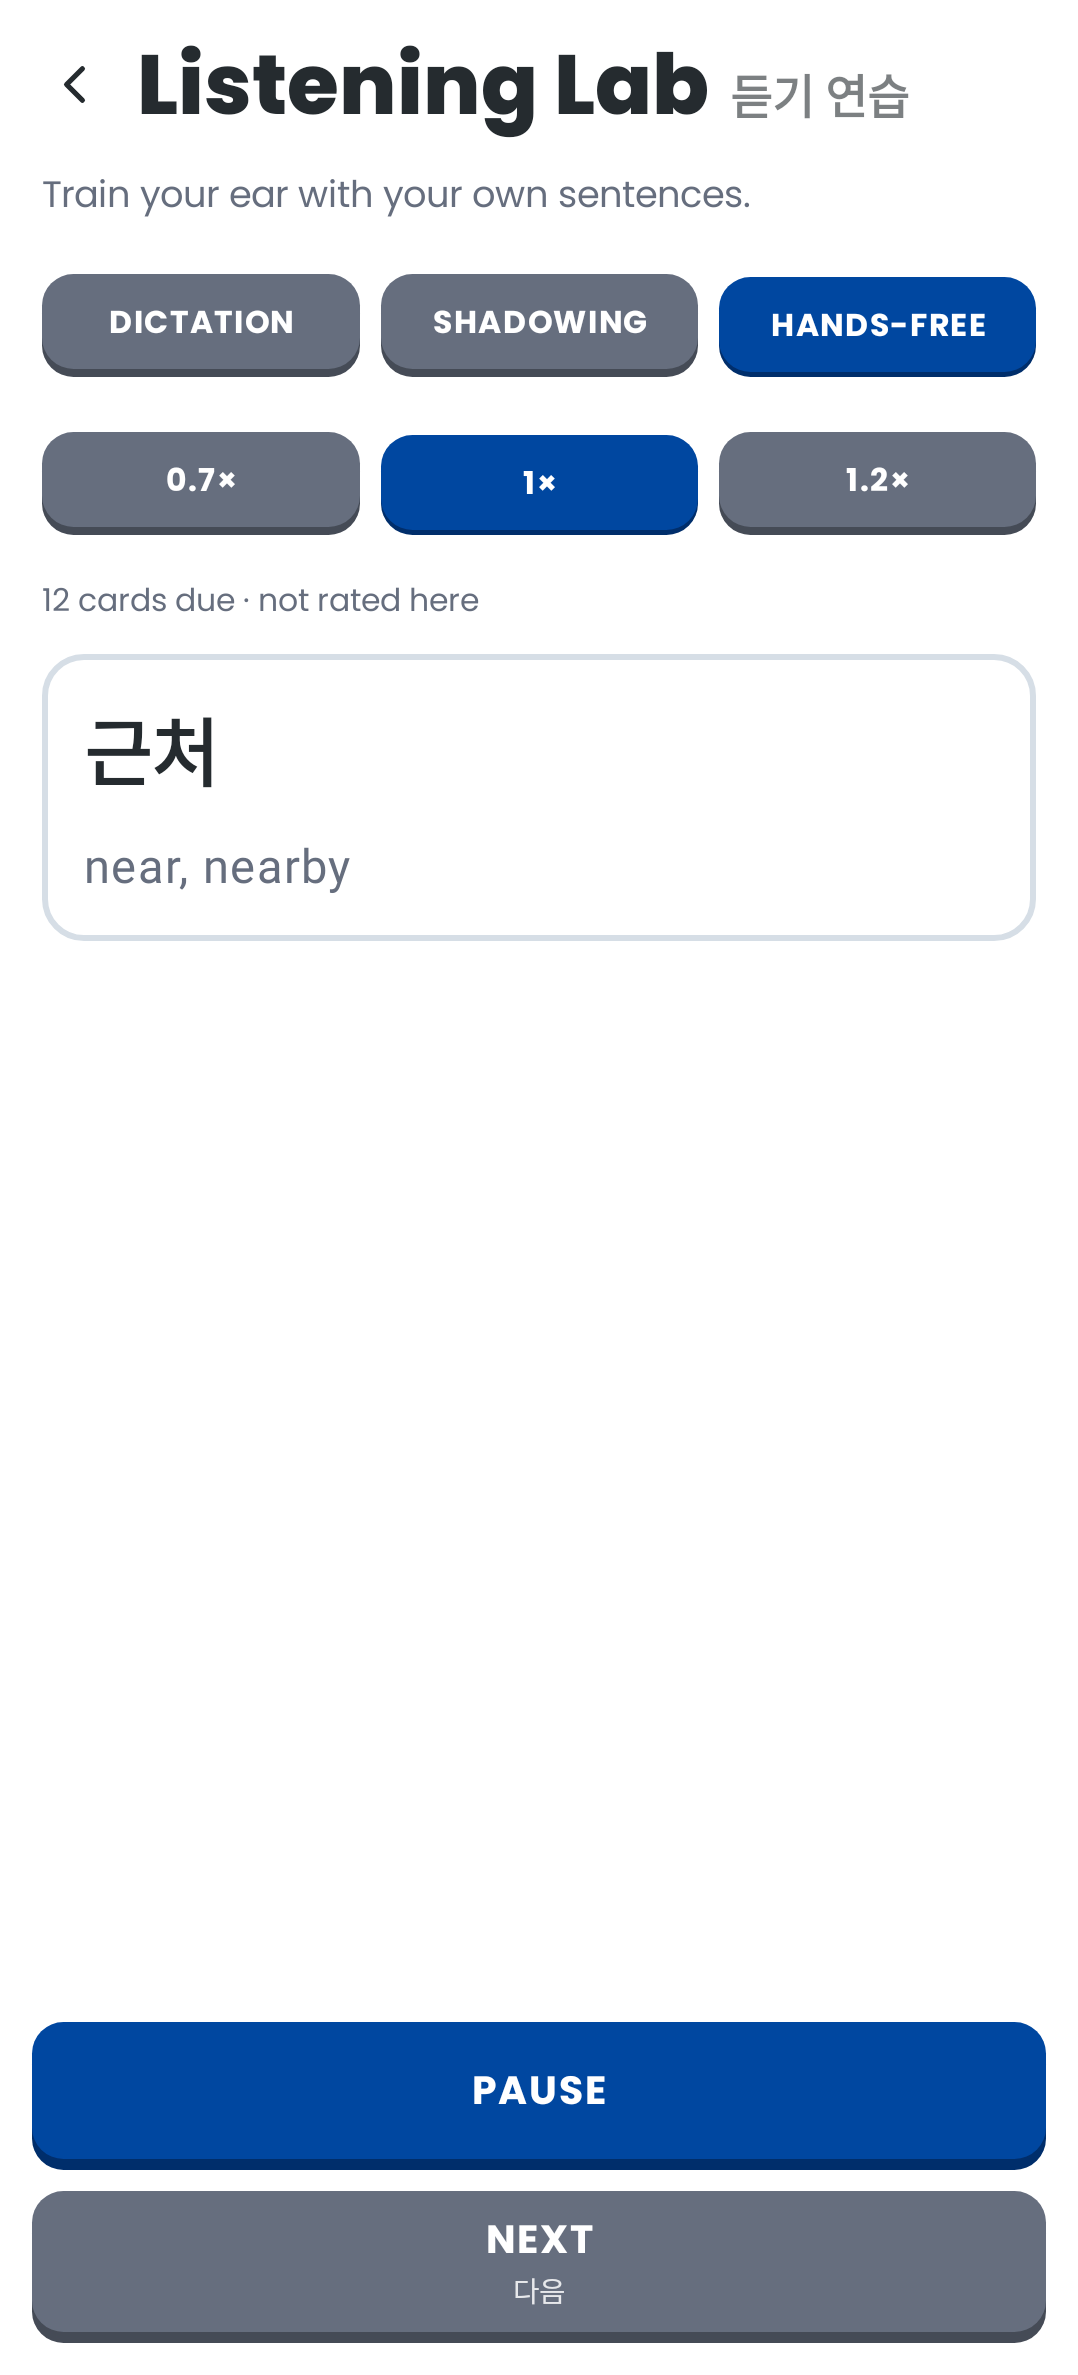 Listening Lab 듣기 연습
Train your ear with your own sentences.
DICTATION SHADOWING HANDS-FREE
0.7× 1× 1.2×
12 cards due · not rated here
근처
near, nearby
PAUSE
NEXT
다음